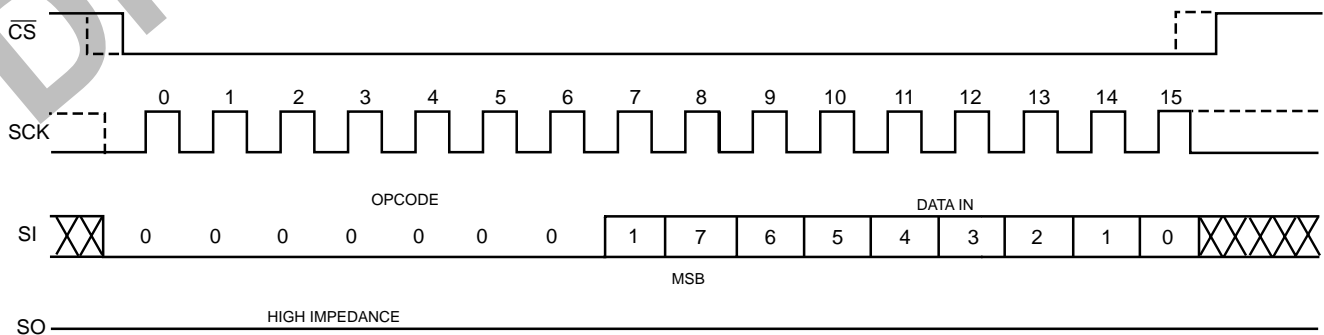 CS
0 1 2 3 4 5 6 7 8 9 10 11 12 13 14 15
SCK
OPCODE DATA IN
SI 0 0 0 0 0 0 0 1 7 6 5 4 3 2 1 0
MSB
HIGH IMPEDANCE
SO